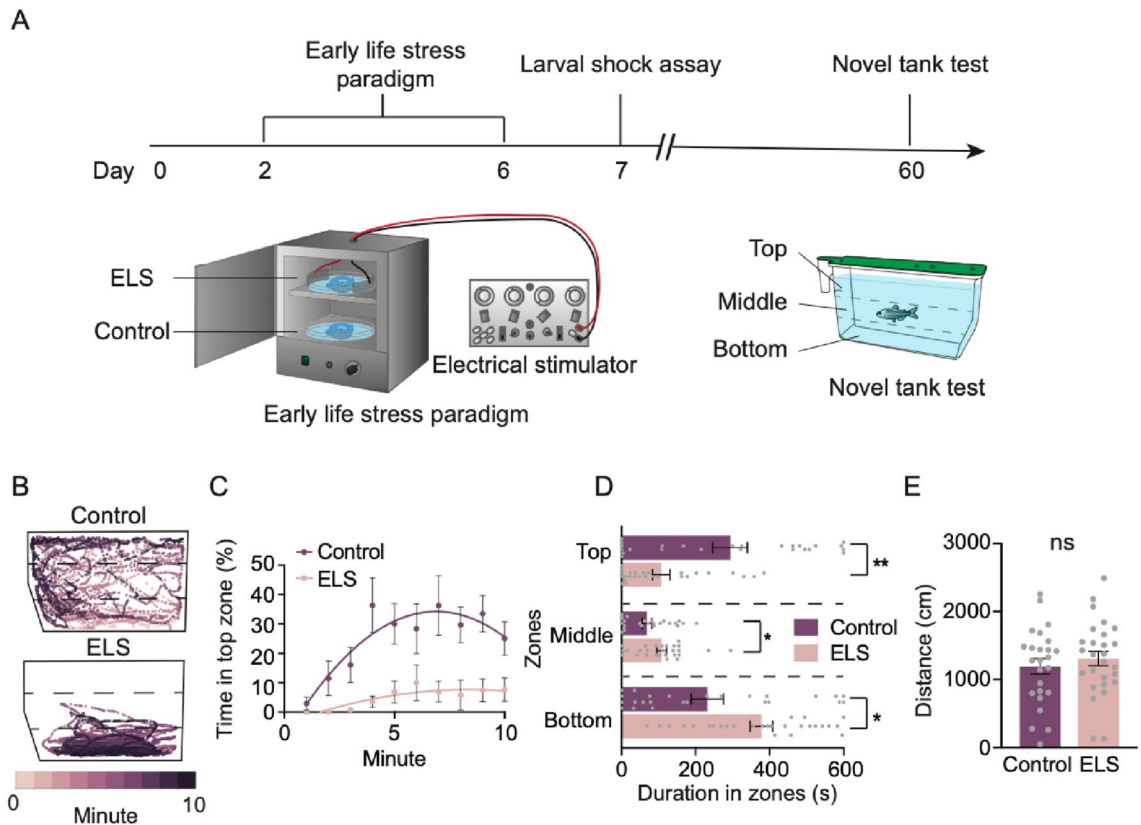 A
Early life stress
paradigm
Larval shock assay
Novel tank test
Day 0 2 6 7 60
ELS
Control
Electrical stimulator
Early life stress paradigm
Top
Middle
Bottom
Novel tank test
B
Control
ELS
0 10
Minute
C
Time in top zone (%)
50
40
30
20
10
0
Control
ELS
0 5 10
Minute
D
Zones
Top
Middle
Bottom
**
*
*
Control
ELS
0 200 400 600
Duration in zones (s)
E
ns
Distance (cm)
3000
2000
1000
0
Control ELS